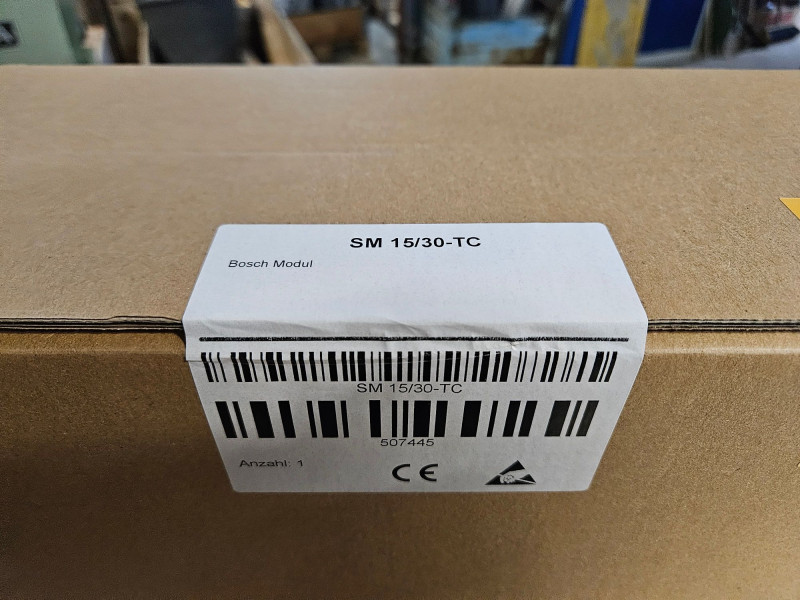 SM 15/30-TC
Bosch Modul
SM 15/30-TC
507445
Anzahl: 1
CE